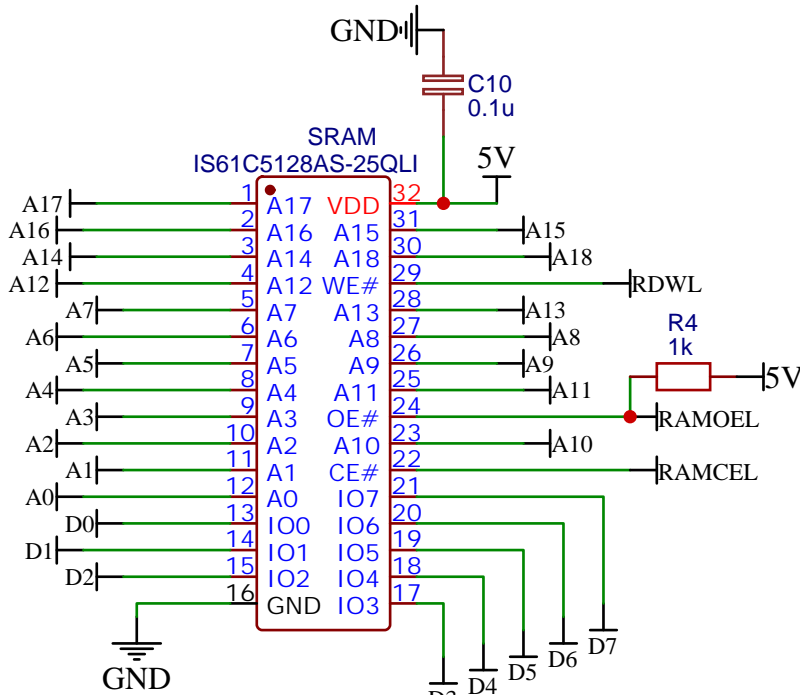 GND
C10
0.1u
SRAM
IS61C5128AS-25QLI
5V
A17 1 A17 VDD 32
A16 2 A16 A15 31 A15
A14 3 A14 A18 30 A18
A12 4 A12 WE# 29 RDWL
A7 5 A7 A13 28 A13
A6 6 A6 A8 27 A8
R4
1k
A5 7 A5 A9 26 A9
A4 8 A4 A11 25 A11 5V
A3 9 A3 OE# 24 RAMOEL
A2 10 A2 A10 23 A10
A1 11 A1 CE# 22 RAMCEL
A0 12 A0 IO7 21
D0 13 IO0 IO6 20
D1 14 IO1 IO5 19
D2 15 IO2 IO4 18
16 GND IO3 17
GND
D3 D4 D5 D6 D7